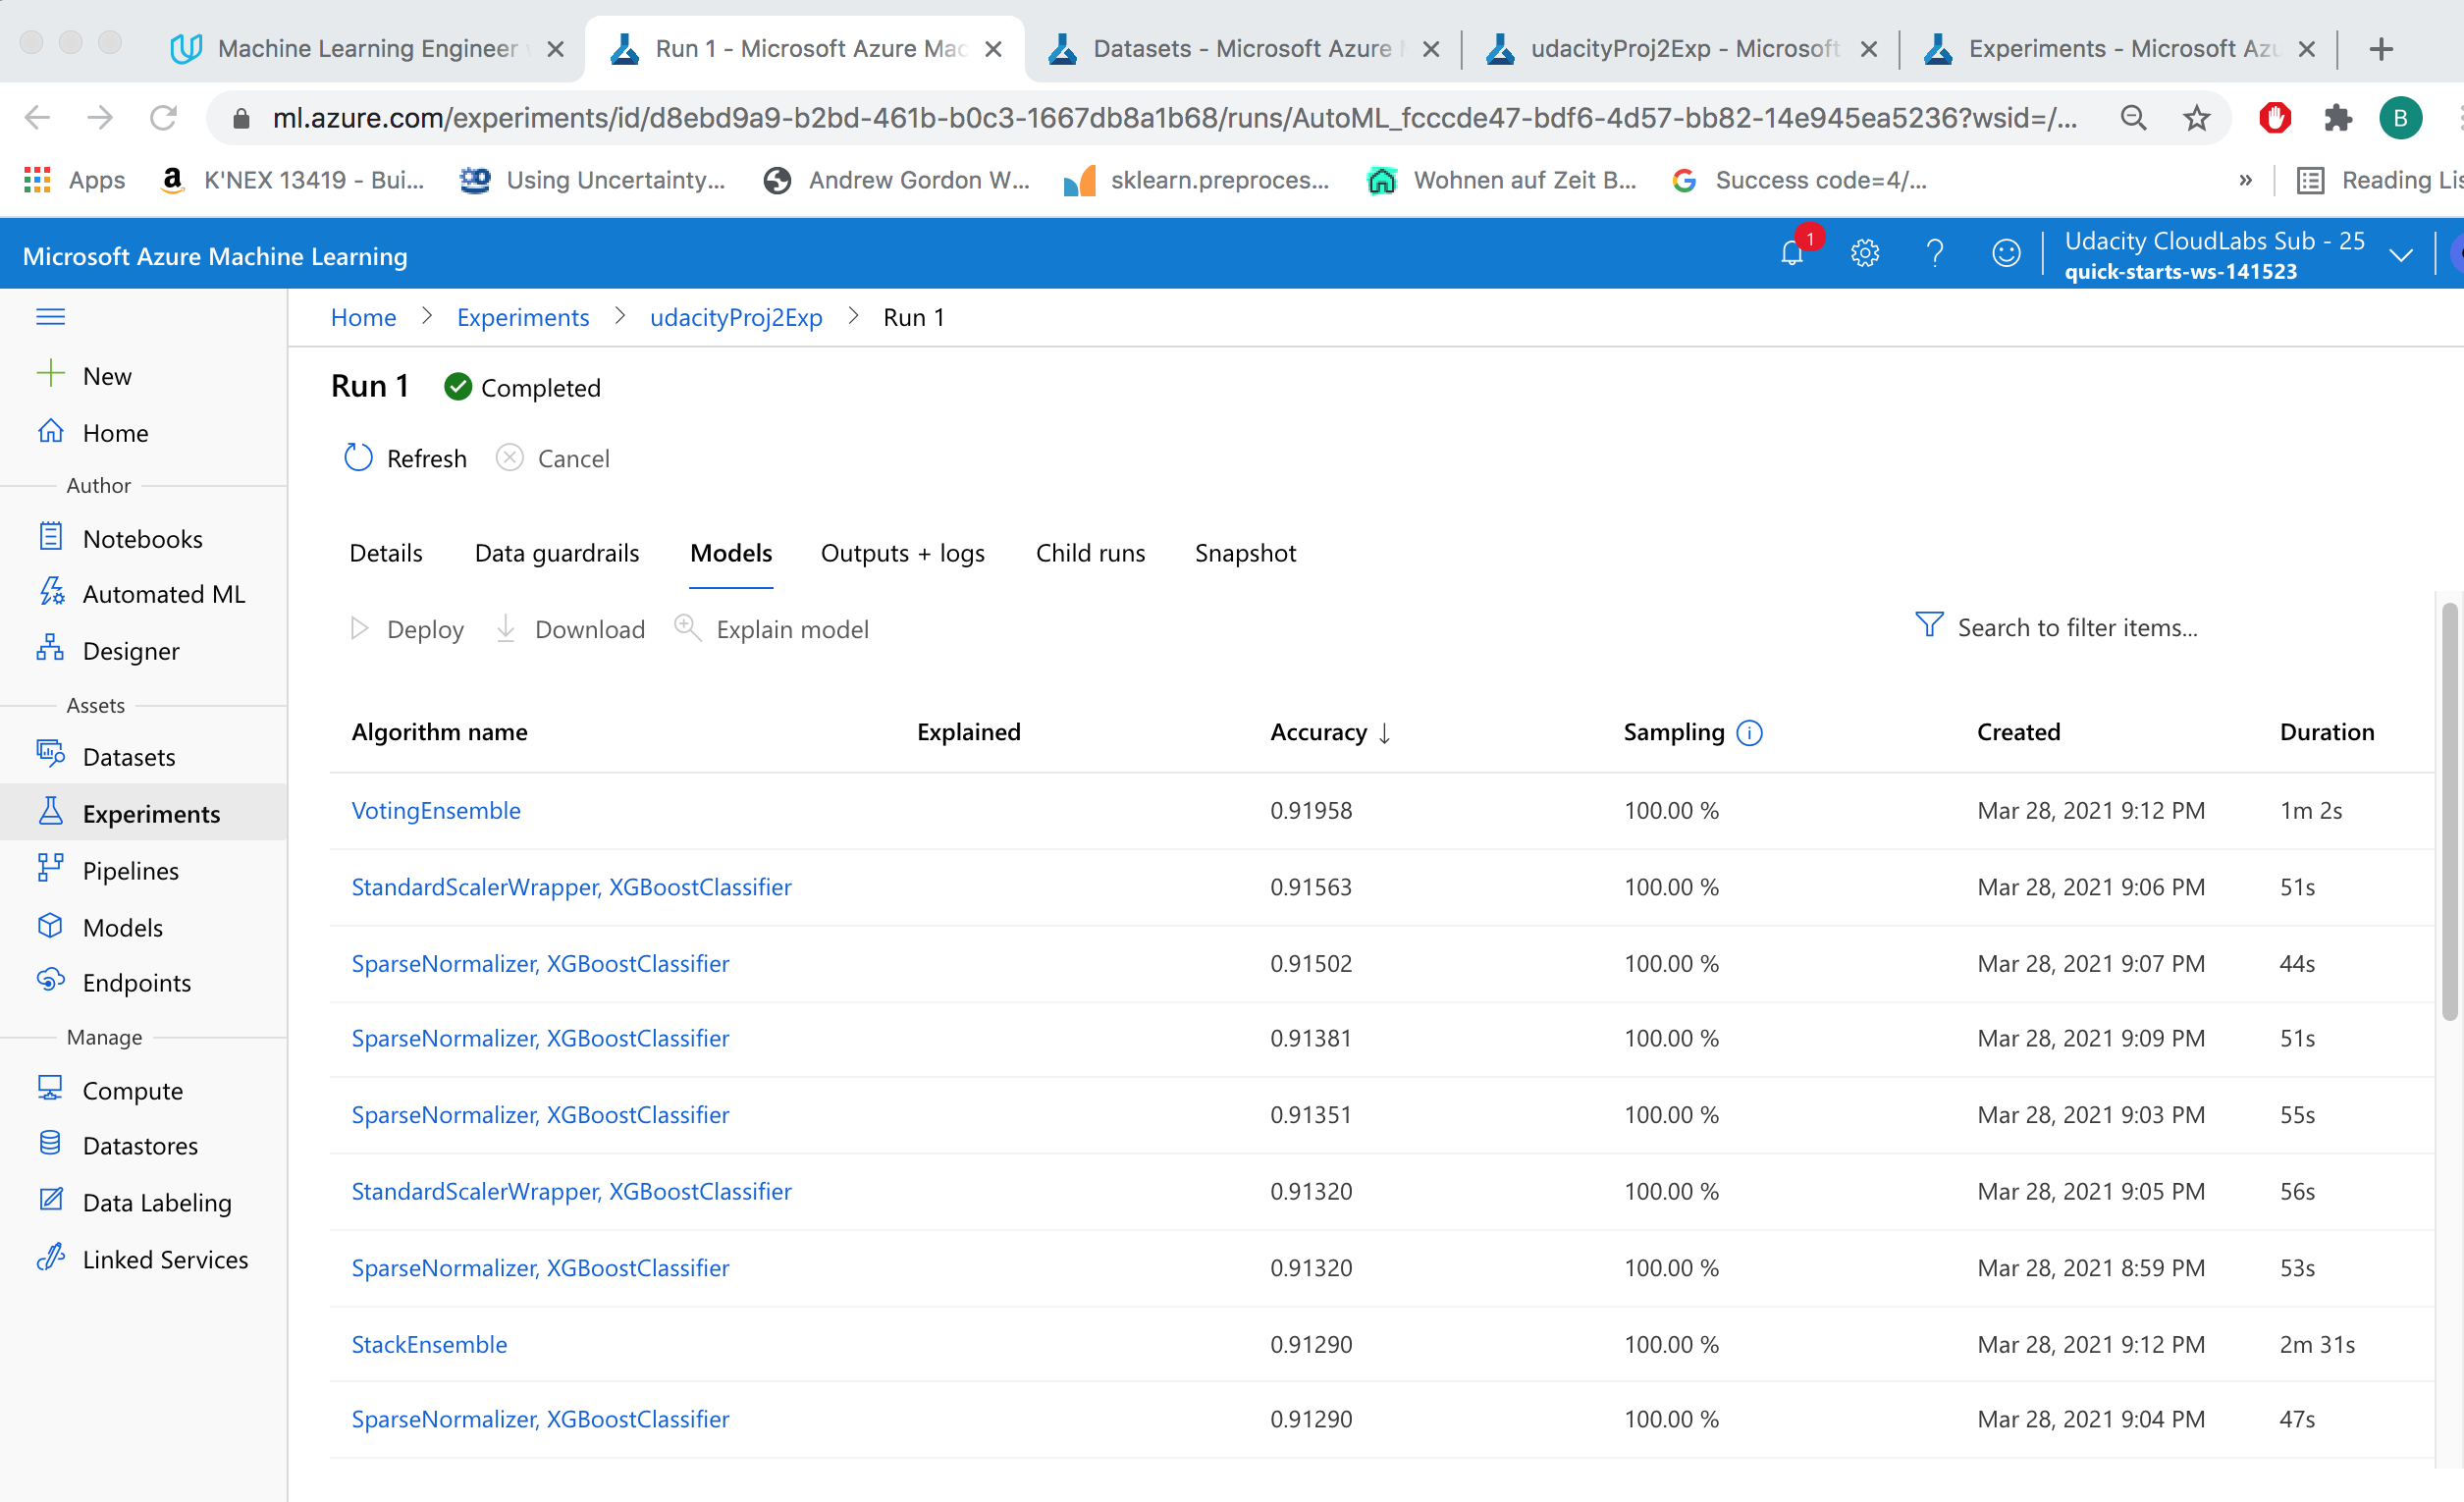 Machine Learning Engineer
Run 1 - Microsoft Azure Mac
Datasets - Microsoft Azure
udacityProj2Exp - Microsoft
Experiments - Microsoft Azu
ml.azure.com/experiments/id/d8ebd9a9-b2bd-461b-b0c3-1667db8a1b68/runs/AutoML_fcccde47-bdf6-4d57-bb82-14e945ea5236?wsid=/...
B
Apps
K'NEX 13419 - Bui...
Using Uncertainty...
Andrew Gordon W...
sklearn.preproces...
Wohnen auf Zeit B...
Success code=4/...
»
Reading Lis
Microsoft Azure Machine Learning
1
Udacity CloudLabs Sub - 25
quick-starts-ws-141523
New
Home
Author
Notebooks
Automated ML
Designer
Assets
Datasets
Experiments
Pipelines
Models
Endpoints
Manage
Compute
Datastores
Data Labeling
Linked Services
Home > Experiments > udacityProj2Exp > Run 1
Run 1 Completed
Refresh Cancel
Details Data guardrails Models Outputs + logs Child runs Snapshot
Deploy Download Explain model Search to filter items...
Algorithm name Explained Accuracy ↓ Sampling Created Duration
VotingEnsemble 0.91958 100.00 % Mar 28, 2021 9:12 PM 1m 2s
StandardScalerWrapper, XGBoostClassifier 0.91563 100.00 % Mar 28, 2021 9:06 PM 51s
SparseNormalizer, XGBoostClassifier 0.91502 100.00 % Mar 28, 2021 9:07 PM 44s
SparseNormalizer, XGBoostClassifier 0.91381 100.00 % Mar 28, 2021 9:09 PM 51s
SparseNormalizer, XGBoostClassifier 0.91351 100.00 % Mar 28, 2021 9:03 PM 55s
StandardScalerWrapper, XGBoostClassifier 0.91320 100.00 % Mar 28, 2021 9:05 PM 56s
SparseNormalizer, XGBoostClassifier 0.91320 100.00 % Mar 28, 2021 8:59 PM 53s
StackEnsemble 0.91290 100.00 % Mar 28, 2021 9:12 PM 2m 31s
SparseNormalizer, XGBoostClassifier 0.91290 100.00 % Mar 28, 2021 9:04 PM 47s